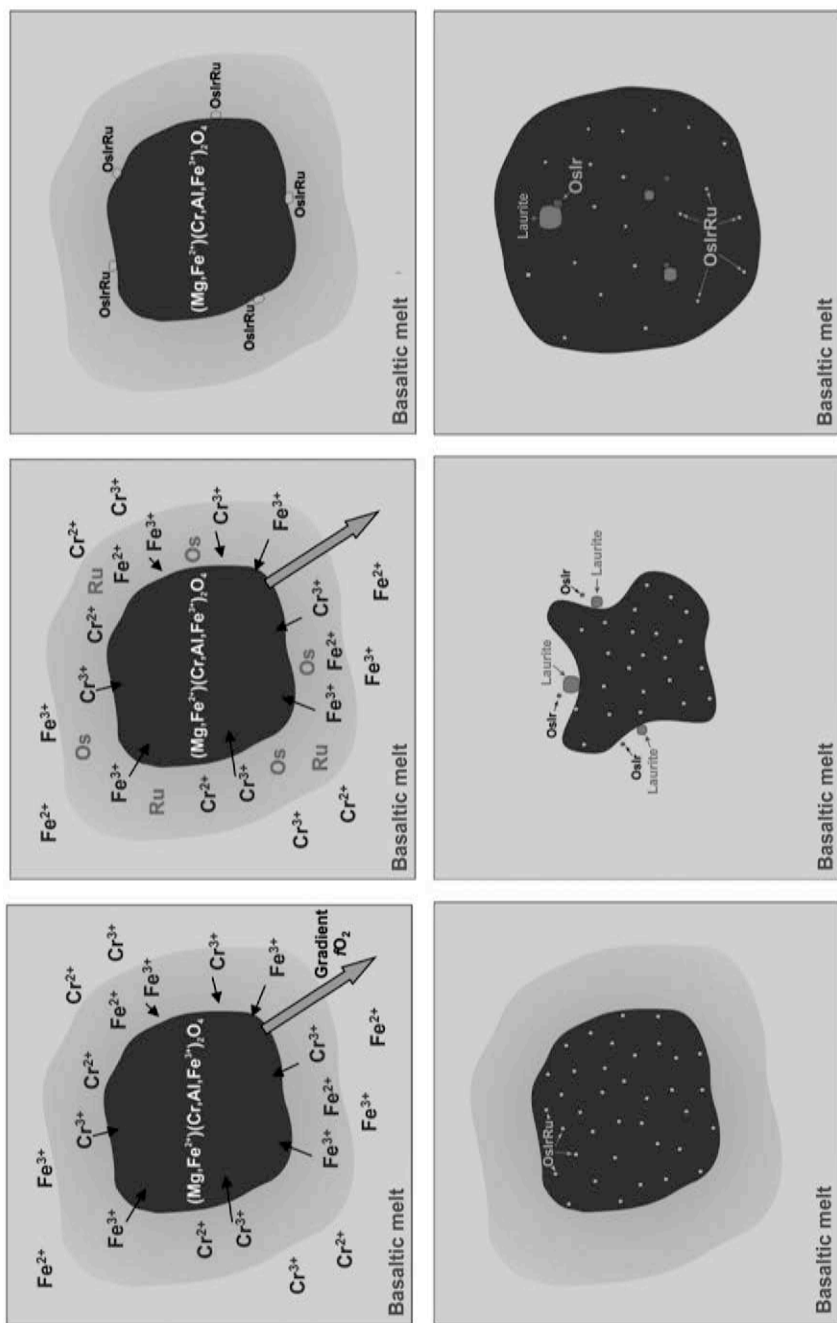 Fe²⁺
Fe³⁺
Cr²⁺
Cr³⁺
Cr²⁺
Cr³⁺
Fe³⁺
Fe²⁺
Fe³⁺
(Mg,Fe²⁺)(Cr,Al,Fe³⁺)₂O₄
Cr²⁺
Cr³⁺
Cr³⁺
Fe³⁺
Cr³⁺
Cr²⁺
Fe³⁺
Fe²⁺
Cr³⁺
Gradient
fO₂
Fe³⁺
Fe²⁺
Basaltic melt
Fe²⁺
Fe³⁺
Cr²⁺
Cr³⁺
Os
Cr³⁺
Cr²⁺
Ru
Fe³⁺
Fe²⁺
Fe³⁺
Ru
(Mg,Fe²⁺)(Cr,Al,Fe³⁺)₂O₄
Os
Cr²⁺
Cr³⁺
Cr³⁺
Os
Fe³⁺
Cr³⁺
Ru
Cr²⁺
Fe³⁺
Os
Fe²⁺
Cr³⁺
Fe³⁺
Fe²⁺
Basaltic melt
OsIrRu
OsIrRu
OsIrRu
(Mg,Fe²⁺)(Cr,Al,Fe³⁺)₂O₄
OsIrRu
OsIrRu
Basaltic melt
OsIrRu
Basaltic melt
OsIr
Laurite
OsIr
Laurite
OsIr
Laurite
Basaltic melt
Laurite
OsIr
OsIrRu
Basaltic melt